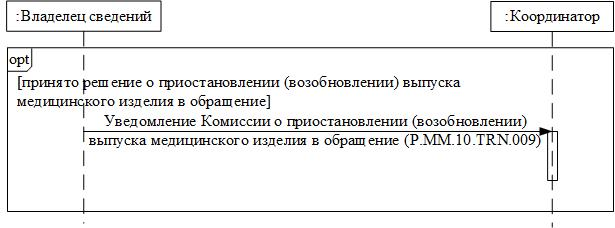 :Владелец сведений
:Координатор
opt
[принято решение о приостановлении (возобновлении) выпуска
медицинского изделия в обращение]
Уведомление Комиссии о приостановлении (возобновлении)
выпуска медицинского изделия в обращение (P.MM.10.TRN.009)